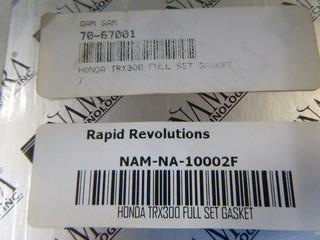 GAM GAM
70-67001
HONDA TRX300 FULL SET GASKET
/
Rapid Revolutions
NAM-NA-10002F
HONDA TRX300 FULL SET GASKET